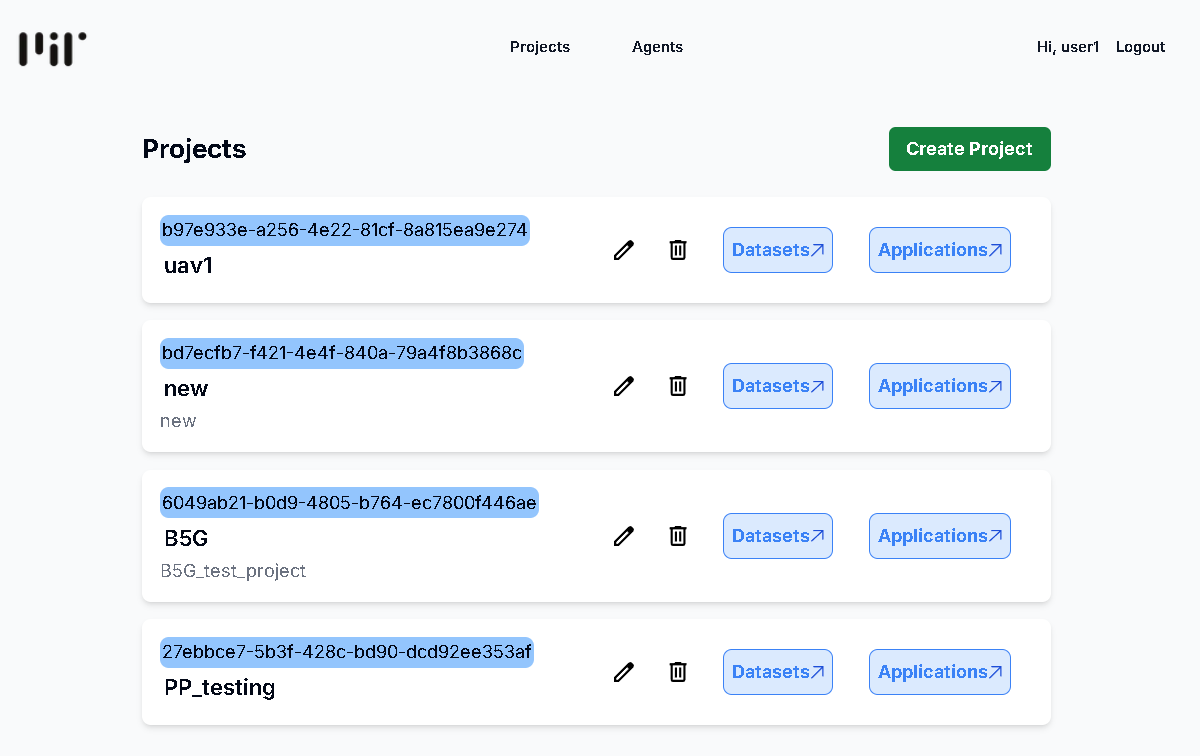 Projects Agents Hi, user1 Logout
Projects Create Project
b97e933e-a256-4e22-81cf-8a815ea9e274
uav1
Datasets Applications
bd7ecfb7-f421-4e4f-840a-79a4f8b3868c
new
new
Datasets Applications
6049ab21-b0d9-4805-b764-ec7800f446ae
B5G
B5G_test_project
Datasets Applications
27ebbce7-5b3f-428c-bd90-dcd92ee353af
PP_testing
Datasets Applications